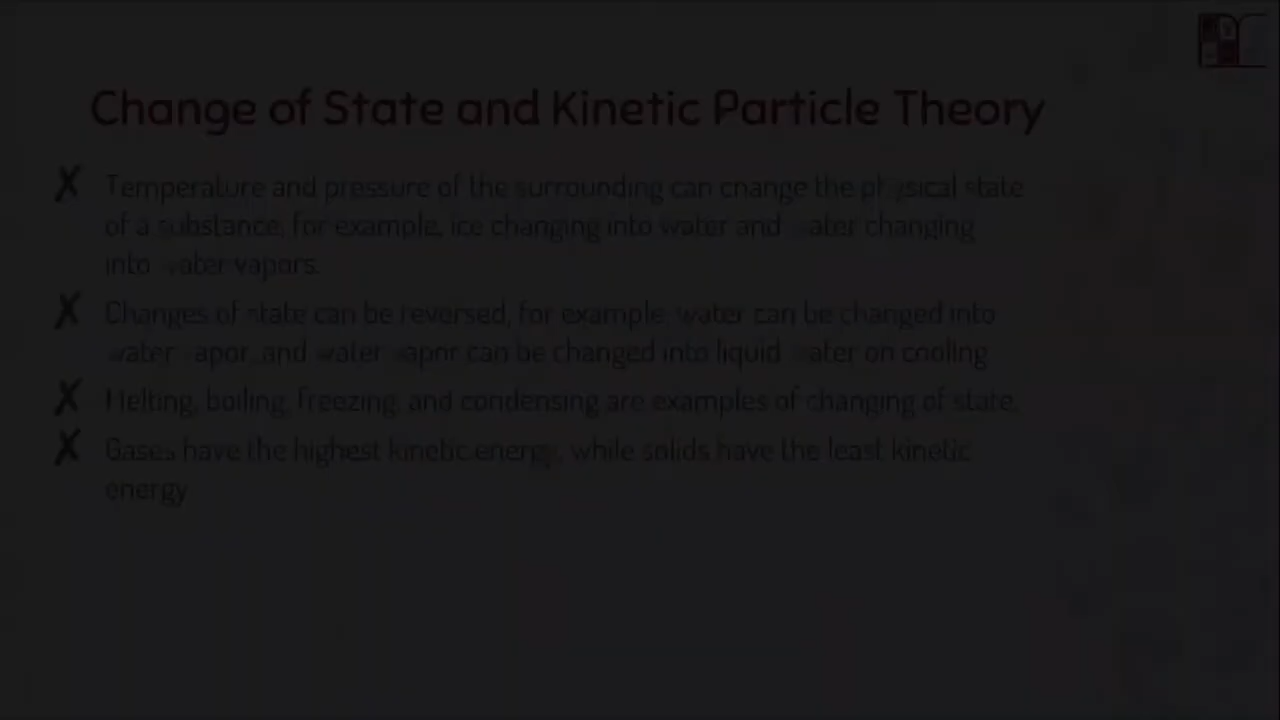 Change of State and Kinetic Particle Theory
Temperature and pressure of the surrounding can change the physical state
of a substance, for example, ice changing into water and water changing
into water vapors.
Changes of state can be reversed, for example water can be changed into
water vapor and water vapor can be changed into liquid water on cooling
Melting, boiling, freezing, and condensing are examples of changing of state.
Gases have the highest kinetic energy, while solids have the least kinetic
energy